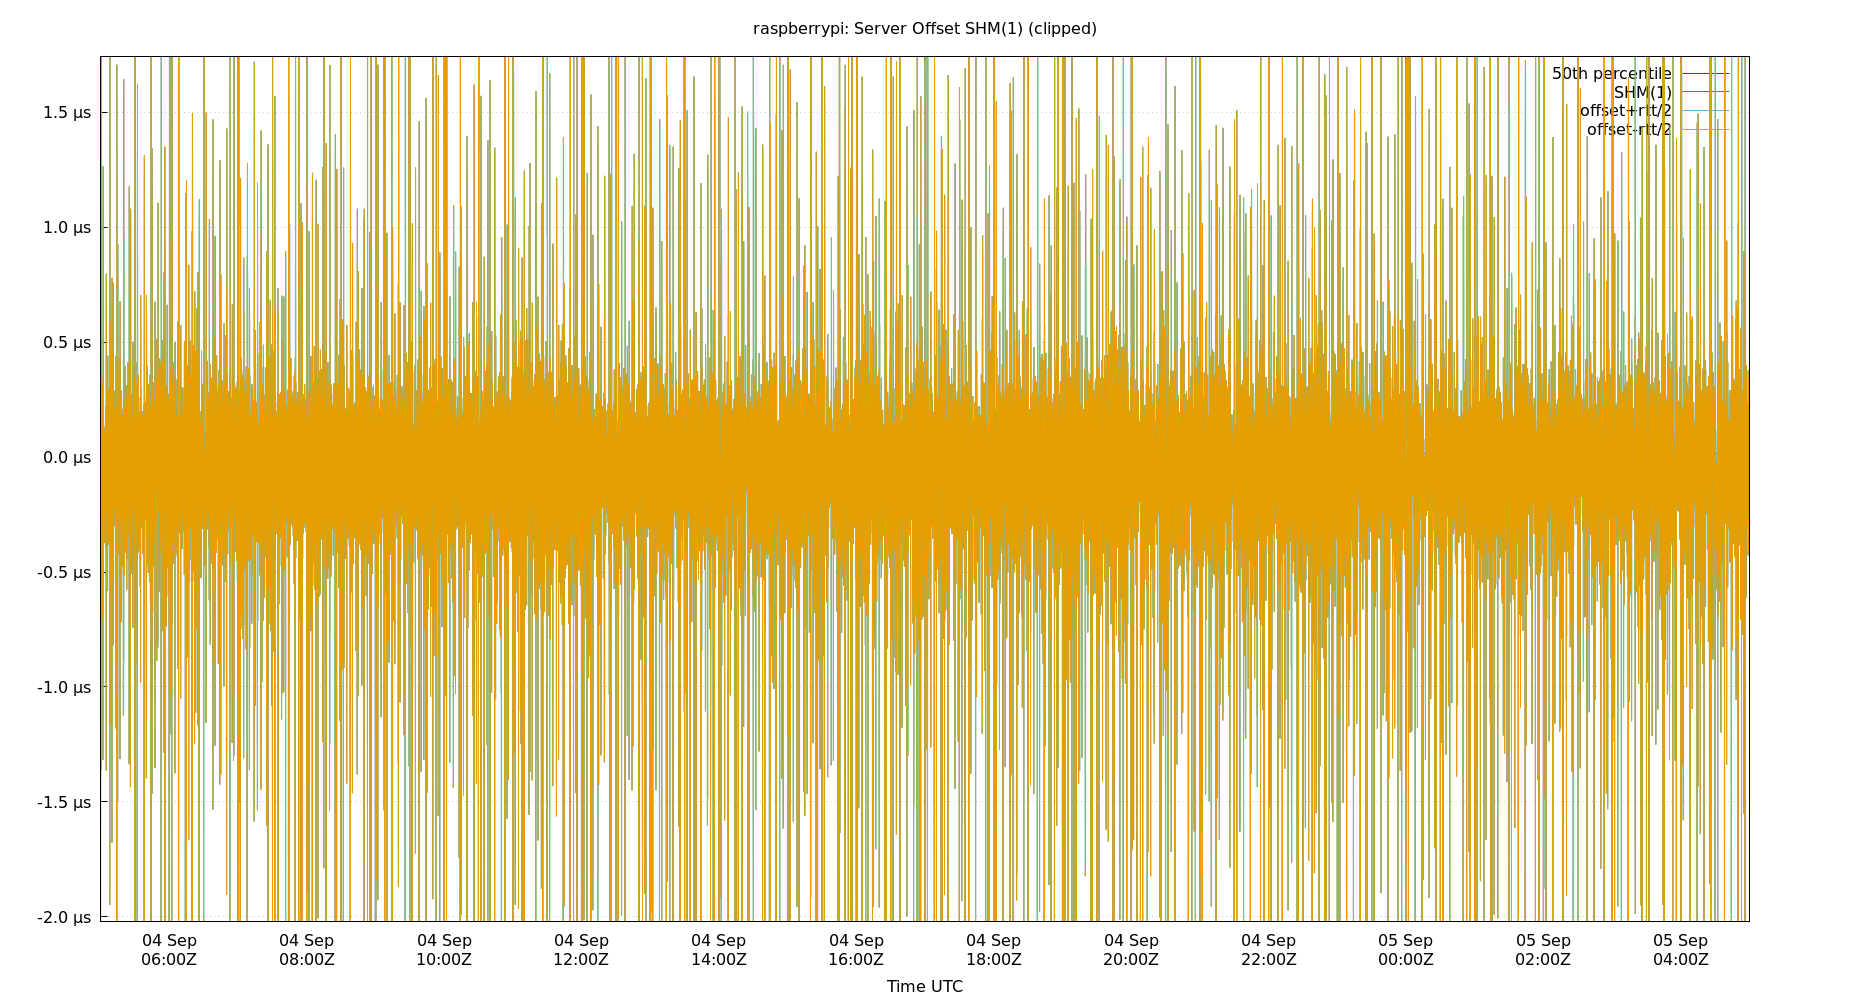 raspberrypi: Server Offset SHM(1) (clipped)
50th percentile
SHM(1)
offset+rtt/2
offset-rtt/2
1.5 µs
1.0 µs
0.5 µs
0.0 µs
-0.5 µs
-1.0 µs
-1.5 µs
-2.0 µs
04 Sep 04 Sep 04 Sep 04 Sep 04 Sep 04 Sep 04 Sep 04 Sep 04 Sep 05 Sep 05 Sep 05 Sep
06:00Z 08:00Z 10:00Z 12:00Z 14:00Z 16:00Z 18:00Z 20:00Z 22:00Z 00:00Z 02:00Z 04:00Z
Time UTC